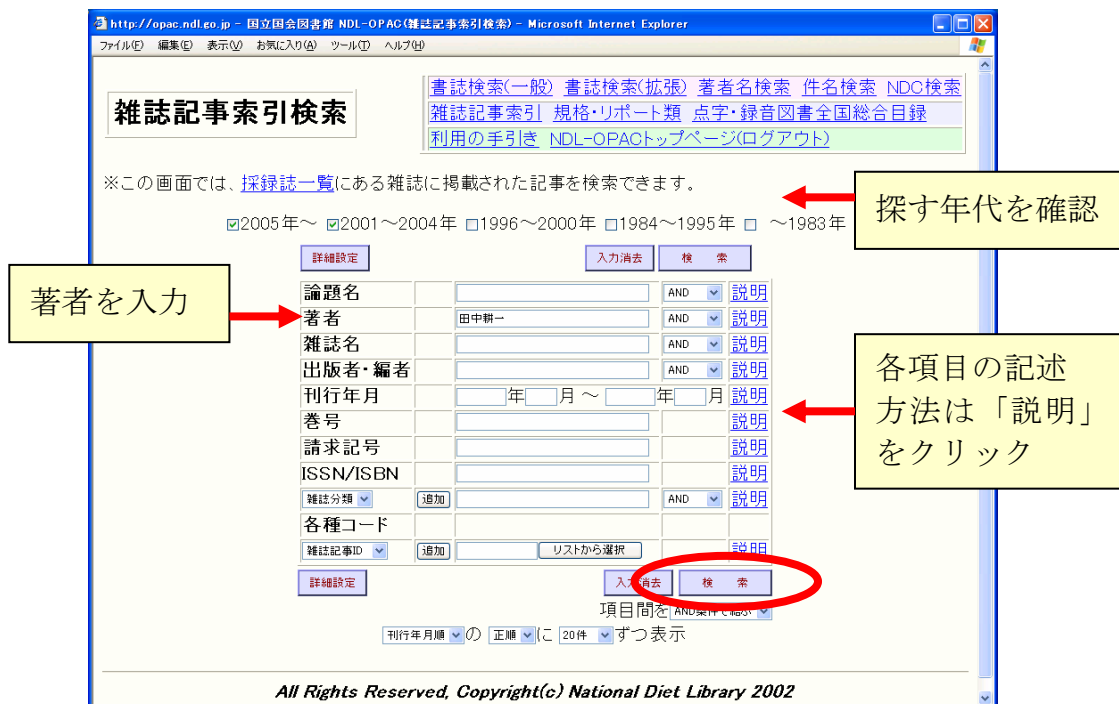 http://opac.ndl.go.jp - 国立国会図書館 NDL-OPAC(雑誌記事索引検索) - Microsoft Internet Explorer
ファイル(F) 編集(E) 表示(V) お気に入り(A) ツール(T) ヘルプ(H)
雑誌記事索引検索
書誌検索(一般) 書誌検索(拡張) 著者名検索 件名検索 NDC検索
雑誌記事索引 規格・リポート類 点字・録音図書全国総合目録
利用の手引き NDL-OPACトップページ(ログアウト)
※この画面では、採録誌一覧にある雑誌に掲載された記事を検索できます。
探す年代を確認
2005年～ 2001～2004年 1996～2000年 1984～1995年 ～1983年
詳細設定 入力消去 検 索
著者を入力
論題名 AND 説明
著者 田中耕一 AND 説明
雑誌名 AND 説明
出版者・編者 AND 説明
刊行年月 年 月～ 年 月 説明
巻号 説明
請求記号 説明
ISSN/ISBN 説明
雑誌分類 追加 AND 説明
各種コード
雑誌記事ID 追加 リストから選択 説明
各項目の記述
方法は「説明」
をクリック
詳細設定 入力消去 検 索
項目間を AND条件で結ぶ
刊行年月順 の 正順 に 20件 ずつ表示
All Rights Reserved, Copyright(c) National Diet Library 2002